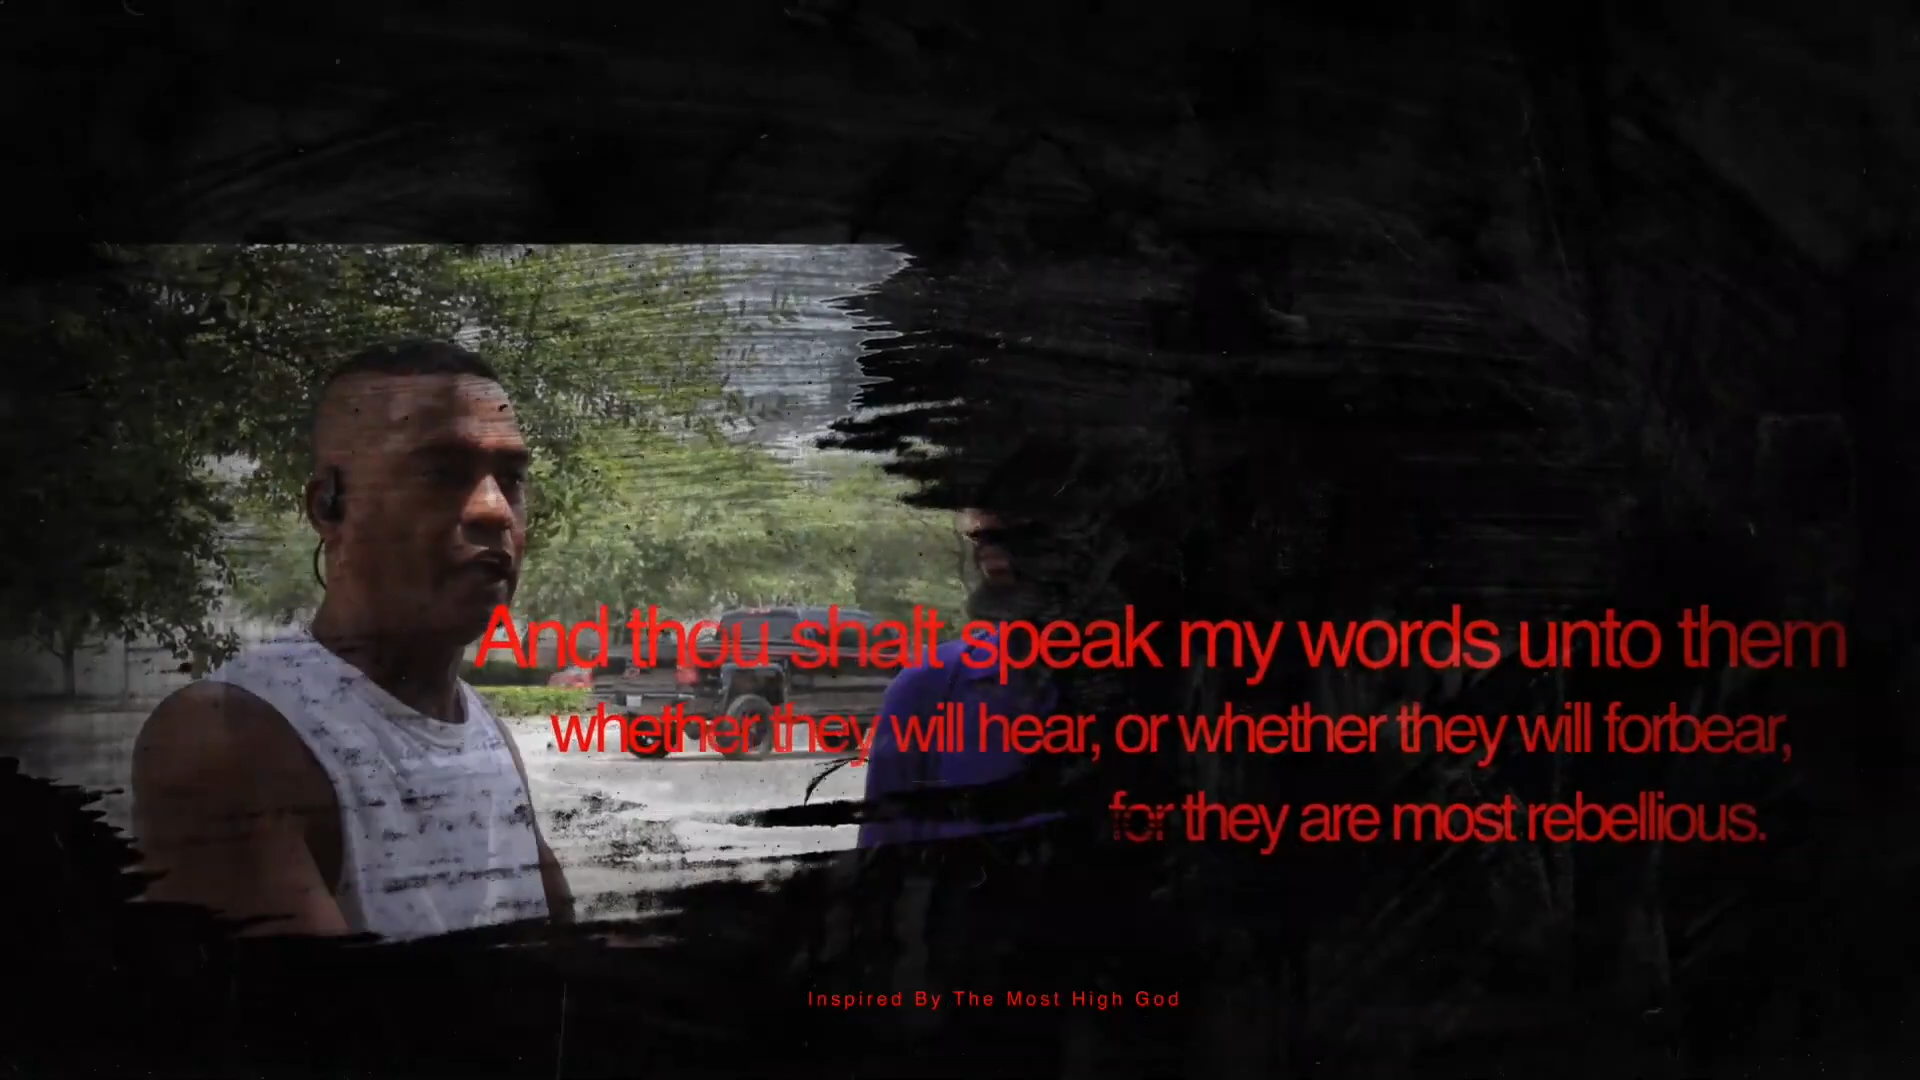 And thou shalt speak my words unto them
whether they will hear, or whether they will forbear,
for they are most rebellious.
Inspired By The Most High God